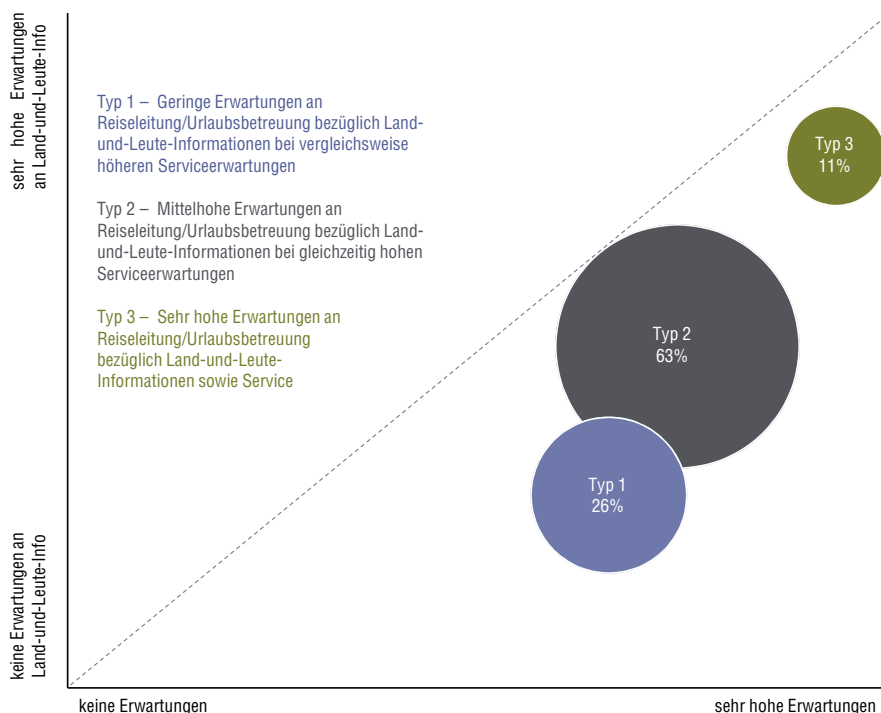 sehr hohe Erwartungen
an Land-und-Leute-Info
Typ 1 – Geringe Erwartungen an
Reiseleitung/Urlaubsbetreuung bezüglich Land-
und-Leute-Informationen bei vergleichsweise
höheren Serviceerwartungen
Typ 2 – Mittelhohe Erwartungen an
Reiseleitung/Urlaubsbetreuung bezüglich Land-
und-Leute-Informationen bei gleichzeitig hohen
Serviceerwartungen
Typ 3 – Sehr hohe Erwartungen an
Reiseleitung/Urlaubsbetreuung
bezüglich Land-und-Leute-
Informationen sowie Service
Typ 3
11%
Typ 2
63%
Typ 1
26%
keine Erwartungen an
Land-und-Leute-Info
keine Erwartungen
sehr hohe Erwartungen